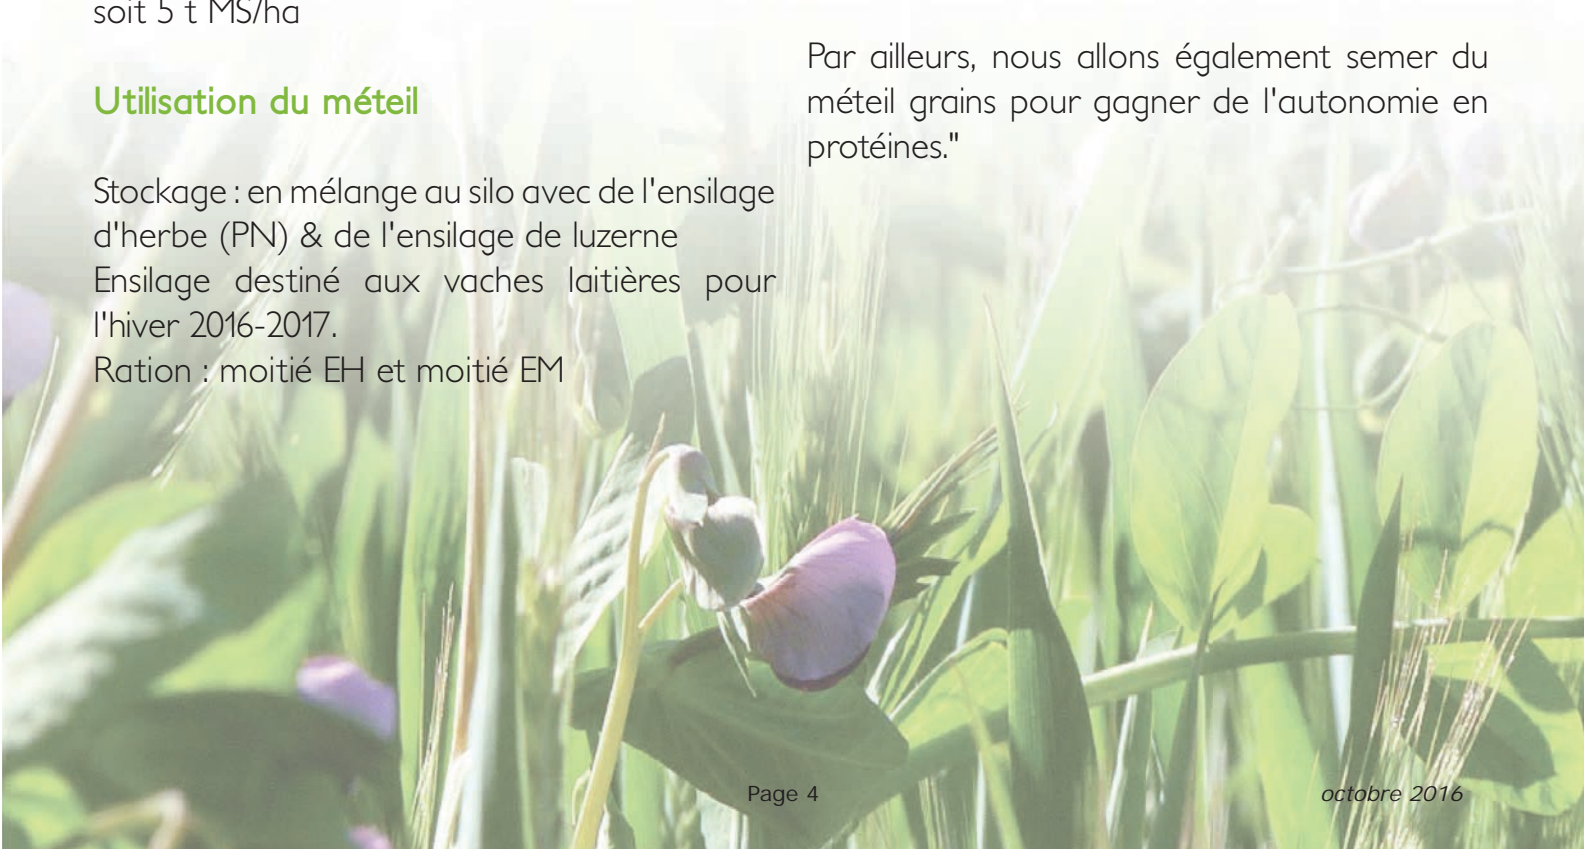 soit 5 t MS/ha
Utilisation du méteil
Stockage : en mélange au silo avec de l'ensilage
d'herbe (PN) & de l'ensilage de luzerne
Ensilage destiné aux vaches laitières pour
l'hiver 2016-2017.
Ration : moitié EH et moitié EM
Par ailleurs, nous allons également semer du
méteil grains pour gagner de l'autonomie en
protéines."
Page 4
octobre 2016